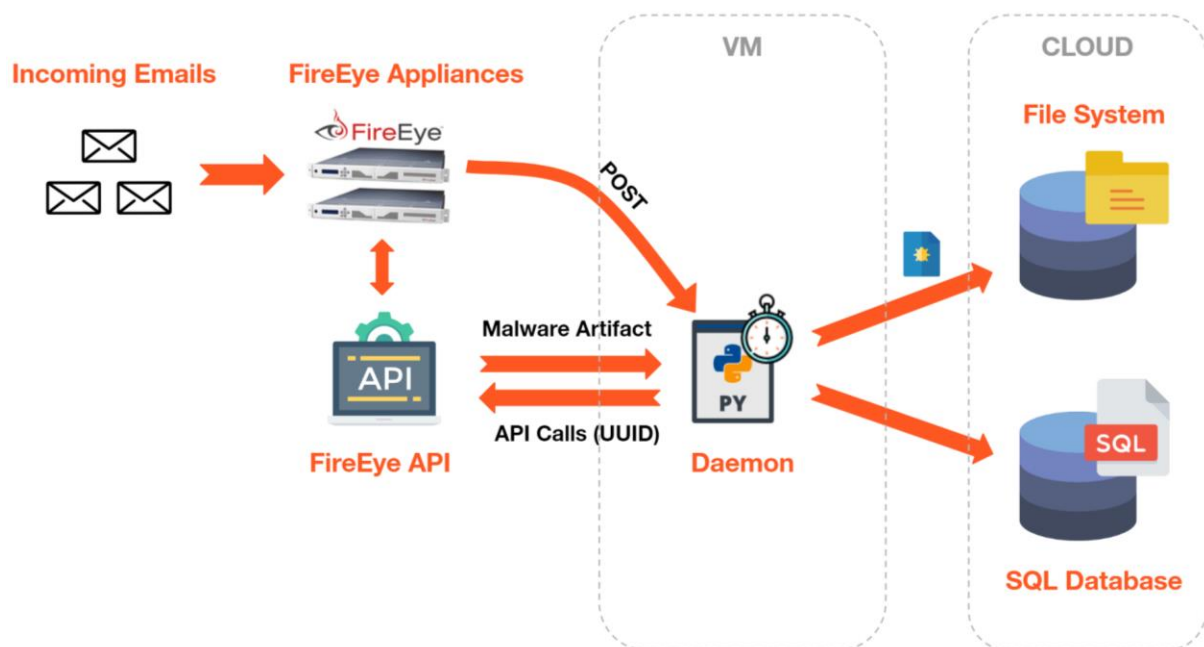 VM
CLOUD
Incoming Emails
FireEye Appliances
File System
FireEye
POST
Malware Artifact
API
PY
API Calls (UUID)
FireEye API
Daemon
SQL
SQL Database